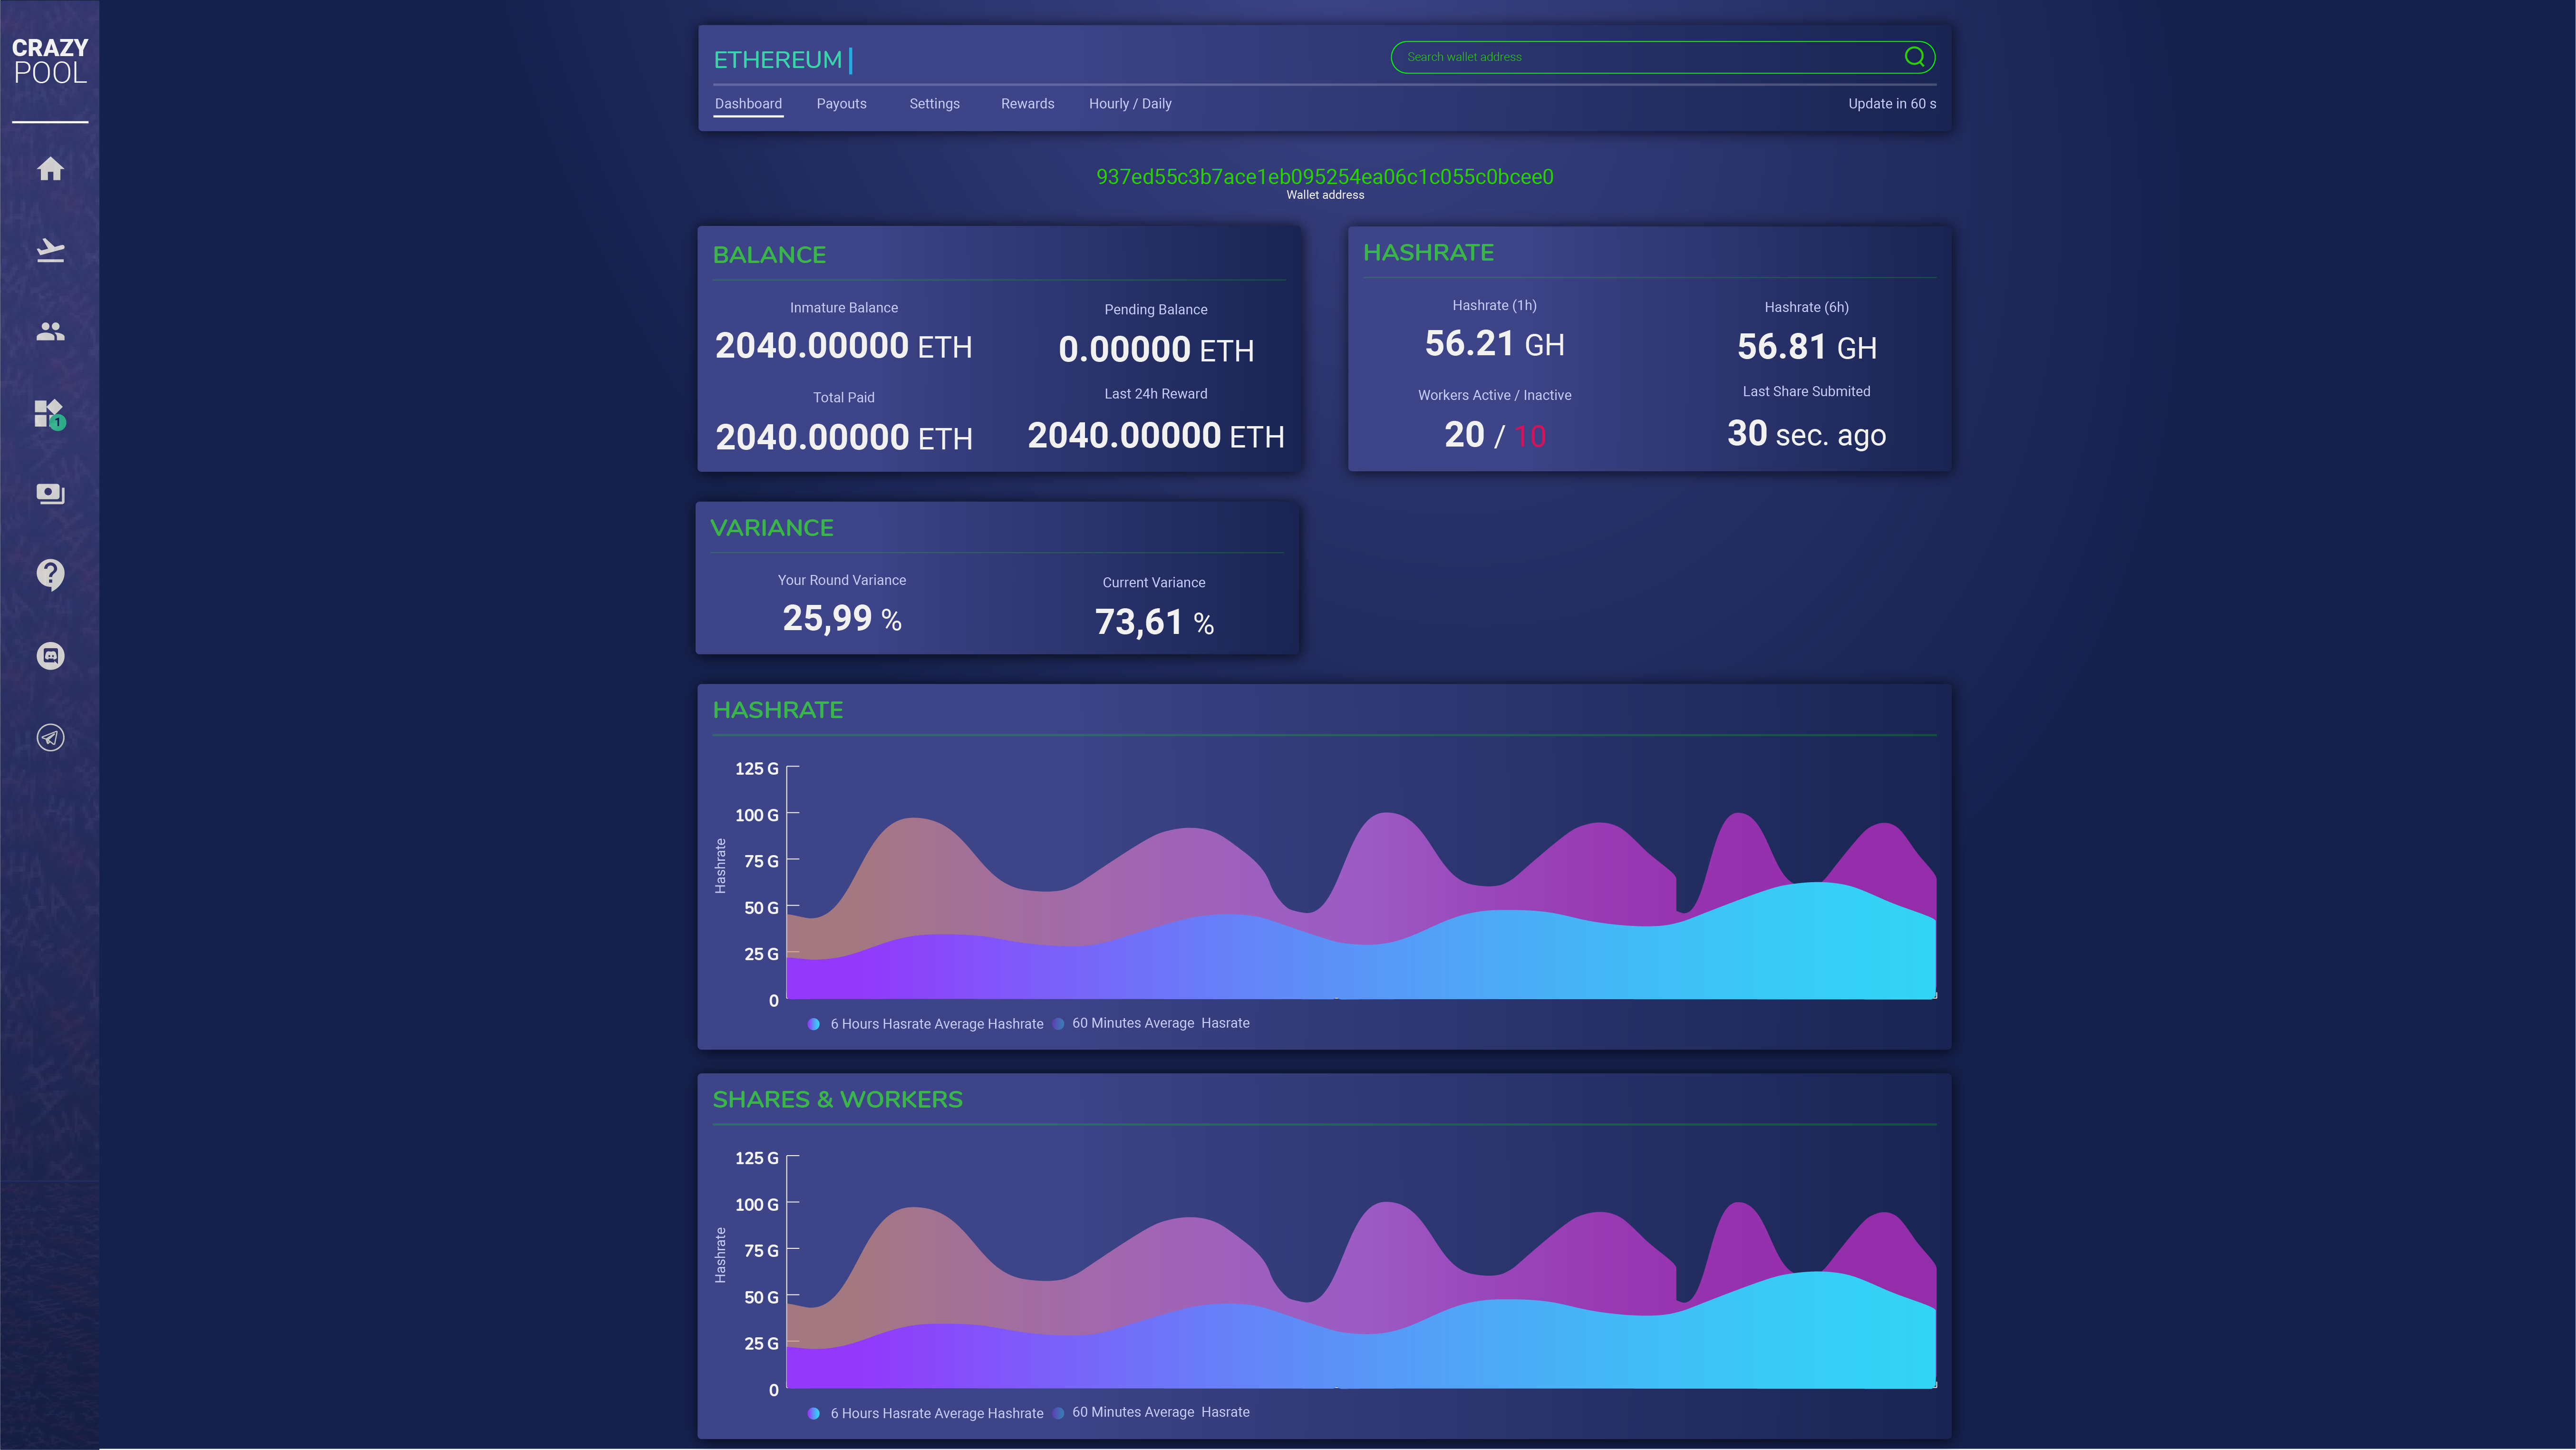 CRAZY
POOL
1
ETHEREUM
Search wallet address
Dashboard
Payouts
Settings
Rewards
Hourly / Daily
Update in 60 s
937ed55c3b7ace1eb095254ea06c1c055c0bcee0
Wallet address
BALANCE
Inmature Balance
2040.00000 ETH
Pending Balance
0.00000 ETH
Total Paid
2040.00000 ETH
Last 24h Reward
2040.00000 ETH
HASHRATE
Hashrate (1h)
56.21 GH
Hashrate (6h)
56.81 GH
Workers Active / Inactive
20 / 10
Last Share Submited
30 sec. ago
VARIANCE
Your Round Variance
25,99 %
Current Variance
73,61 %
HASHRATE
Hashrate
125 G
100 G
75 G
50 G
25 G
0
6 Hours Hasrate Average Hashrate
60 Minutes Average Hasrate
SHARES & WORKERS
Hashrate
125 G
100 G
75 G
50 G
25 G
0
6 Hours Hasrate Average Hashrate
60 Minutes Average Hasrate